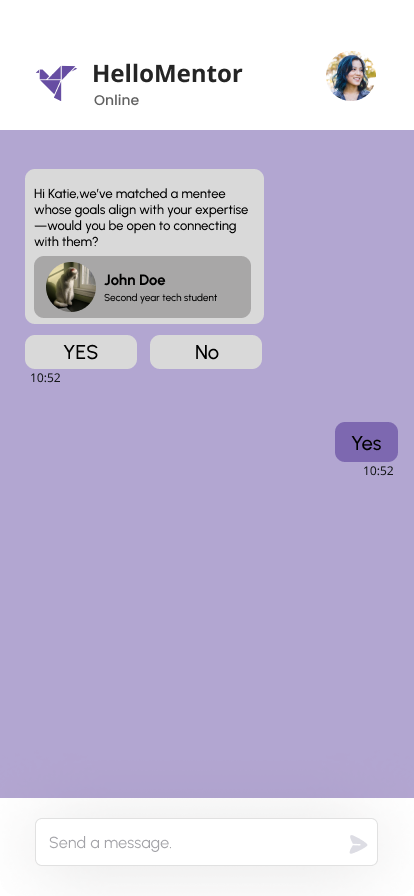 HelloMentor
Online
Hi Katie,we've matched a mentee
whose goals align with your expertise
—would you be open to connecting
with them?
John Doe
Second year tech student
YES
No
10:52
Yes
10:52
Send a message.